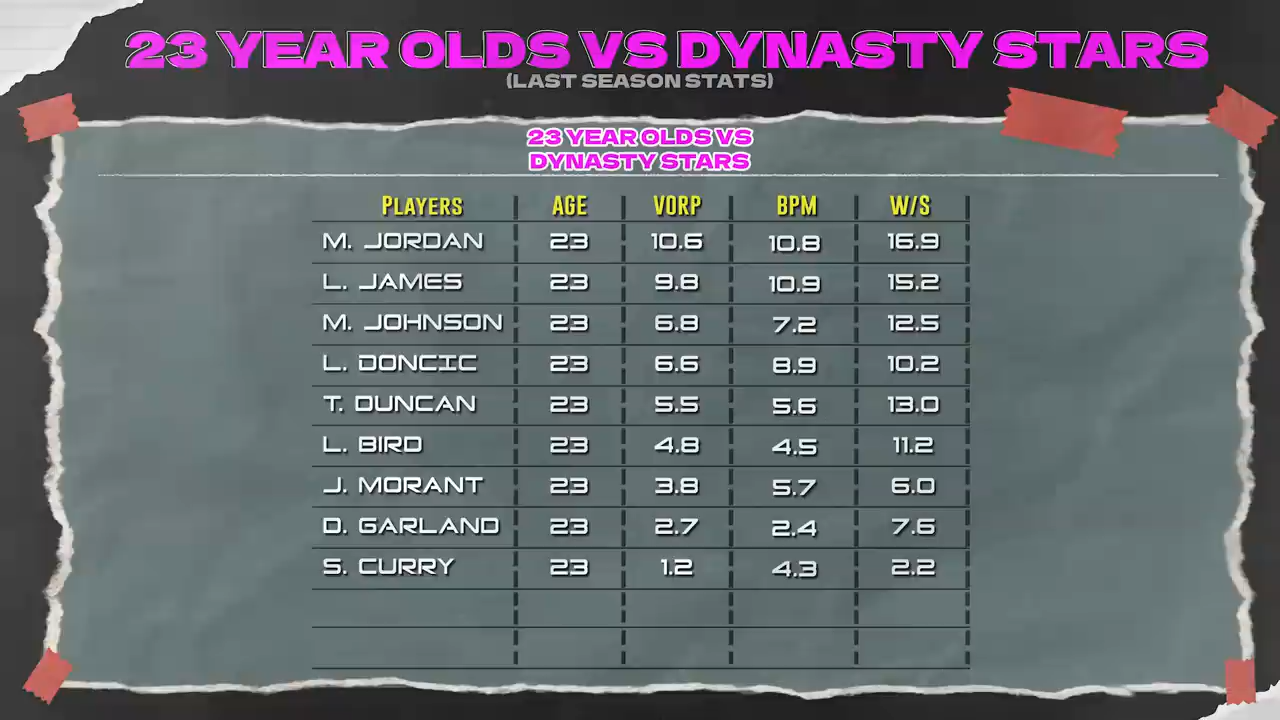 23 YEAR OLDS VS DYNASTY STARS
(LAST SEASON STATS)
23 YEAR OLDS VS
DYNASTY STARS
PLAYERS AGE VORP BPM W/S
M. JORDAN 23 10.6 10.8 16.9
L. JAMES 23 9.8 10.9 15.2
M. JOHNSON 23 6.8 7.2 12.5
L. DONCIC 23 6.6 8.9 10.2
T. DUNCAN 23 5.5 5.6 13.0
L. BIRD 23 4.8 4.5 11.2
J. MORANT 23 3.8 5.7 6.0
D. GARLAND 23 2.7 2.4 7.6
S. CURRY 23 1.2 4.3 2.2